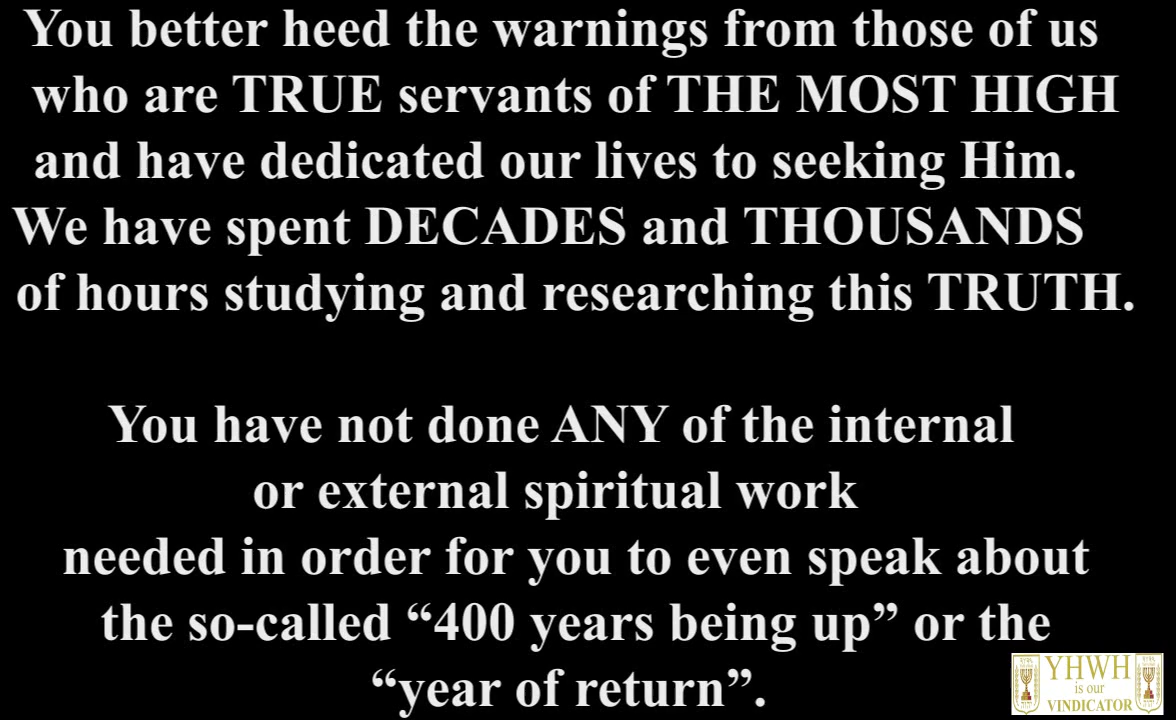 You better heed the warnings from those of us
who are TRUE servants of THE MOST HIGH
and have dedicated our lives to seeking Him.
We have spent DECADES and THOUSANDS
of hours studying and researching this TRUTH.
You have not done ANY of the internal
or external spiritual work
needed in order for you to even speak about
the so-called “400 years being up” or the
“year of return”.
YHWH
is our
VINDICATOR